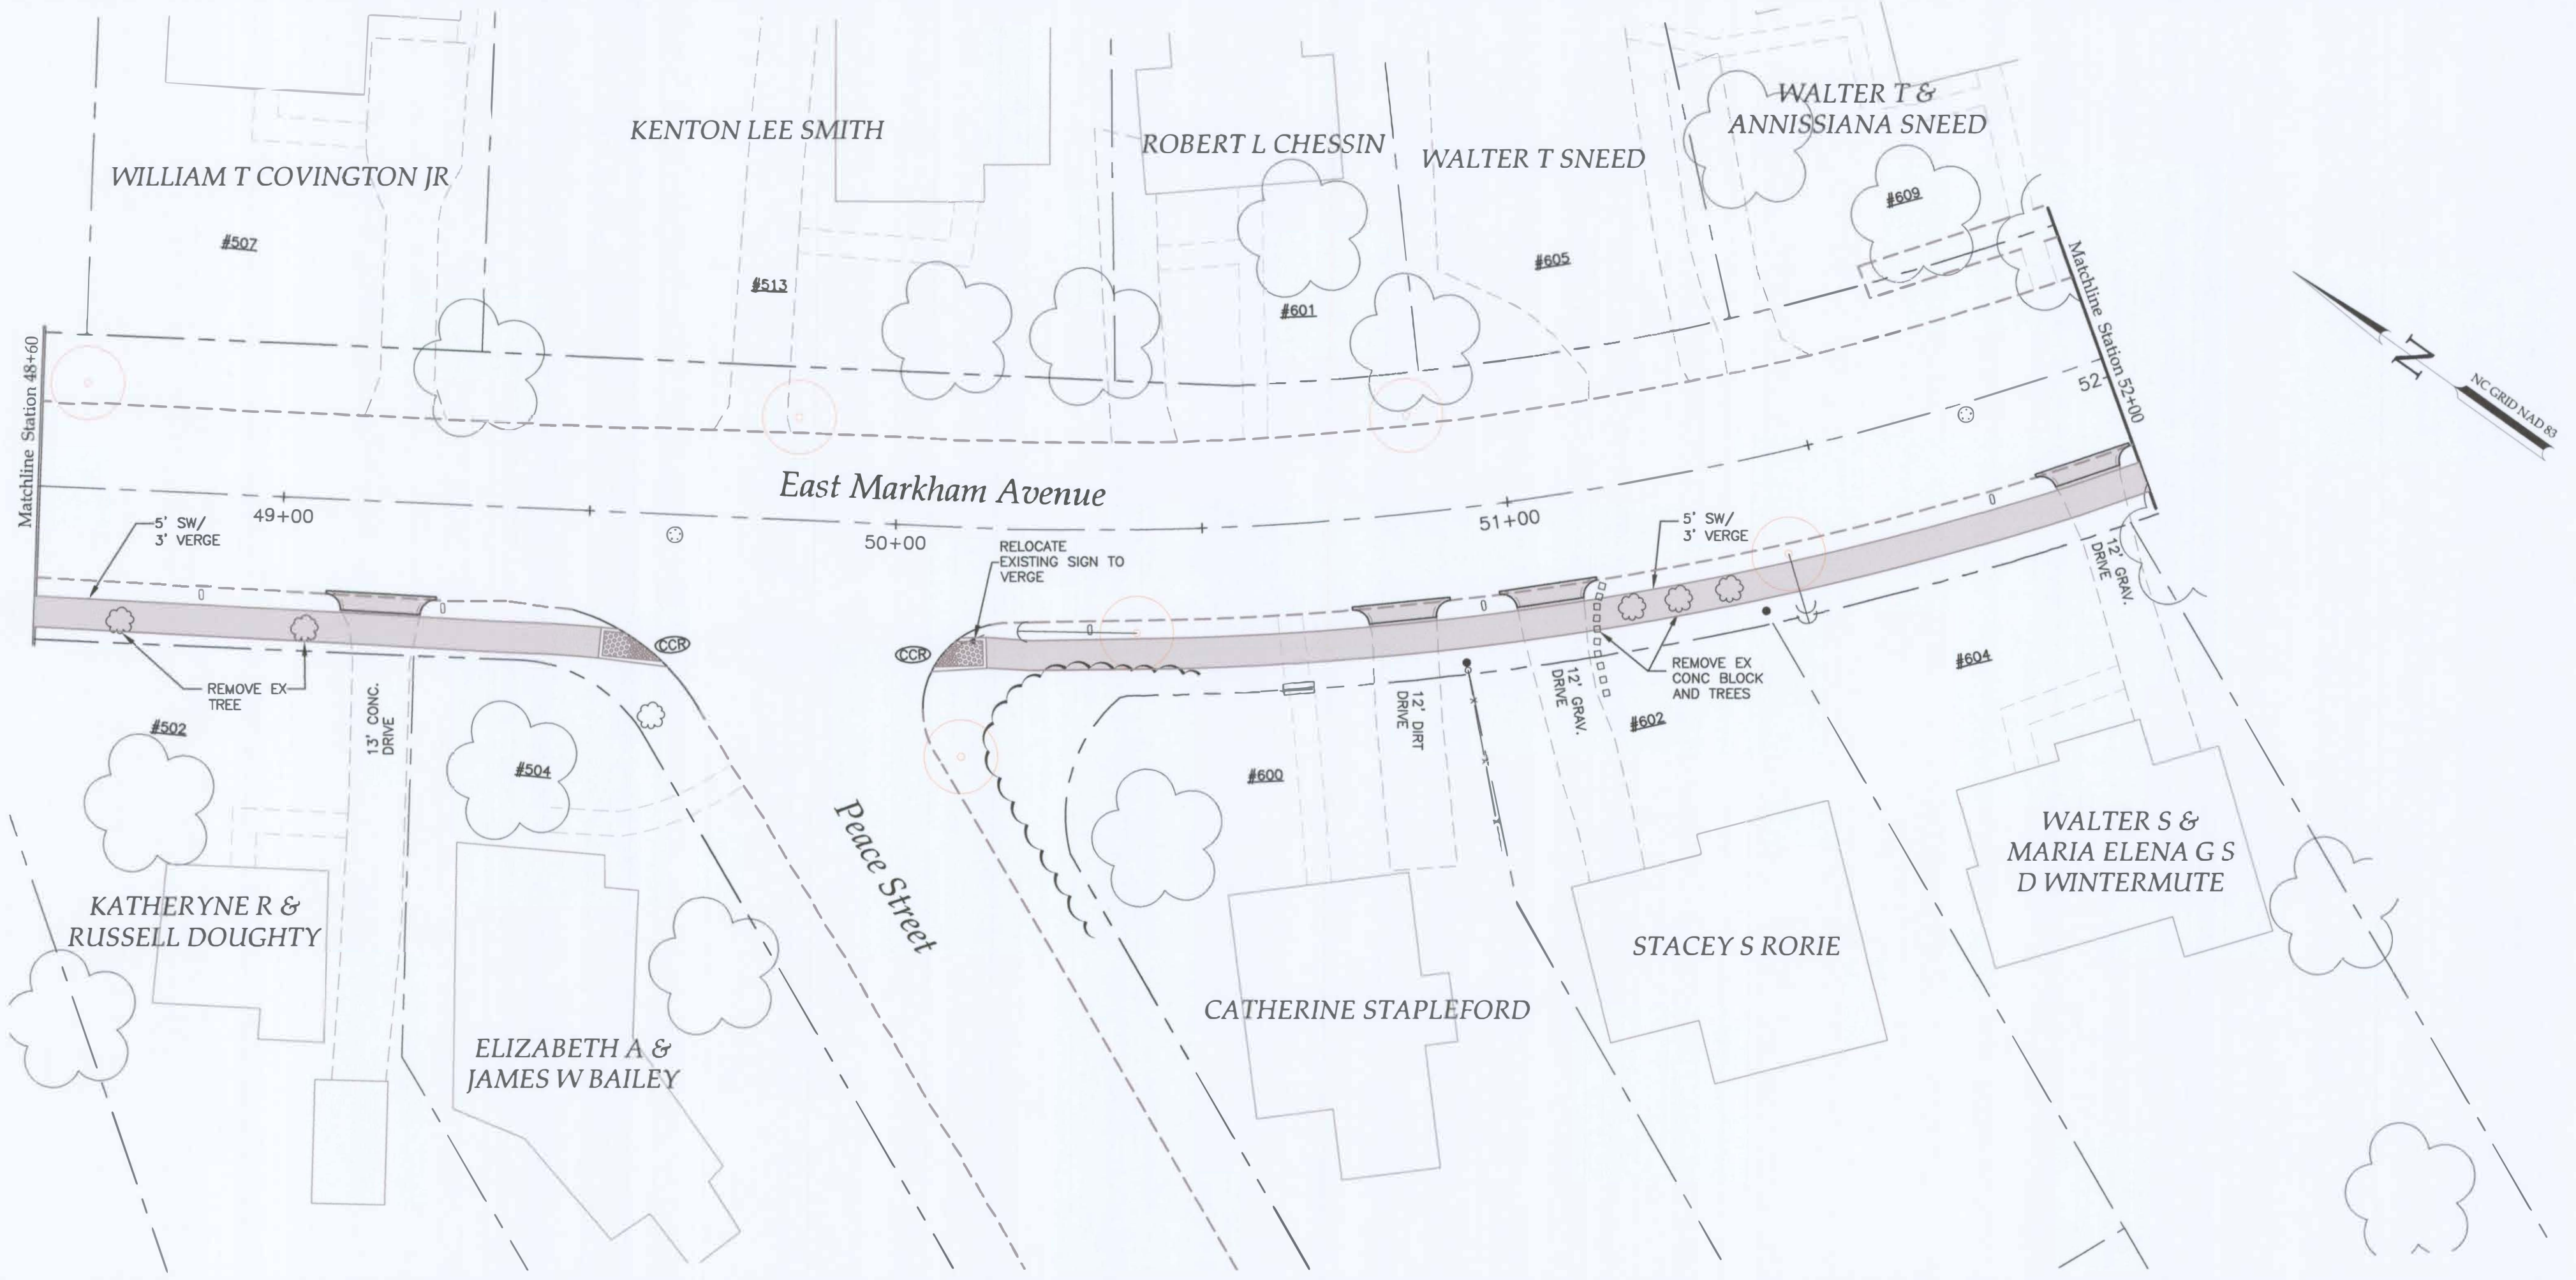 WALTER T &
ANNISSIANA SNEED
KENTON LEE SMITH
ROBERT L CHESSIN
WALTER T SNEED
WILLIAM T COVINGTON JR
#609
#507
#605
#513
#601
Matchline Station 48+60
Matchline Station 52+00
52
N
NC GRID NAD 83
East Markham Avenue
49+00
50+00
51+00
5' SW/
3' VERGE
RELOCATE
EXISTING SIGN TO
VERGE
5' SW/
3' VERGE
12' GRAV.
DRIVE
CCR
CCR
REMOVE EX
TREE
REMOVE EX
CONC BLOCK
AND TREES
#604
13' CONC.
DRIVE
12' DIRT
DRIVE
12' GRAV.
DRIVE
#602
#502
#504
#600
Peace Street
WALTER S &
MARIA ELENA G S
D WINTERMUTE
KATHERYNE R &
RUSSELL DOUGHTY
STACEY S RORIE
CATHERINE STAPLEFORD
ELIZABETH A &
JAMES W BAILEY